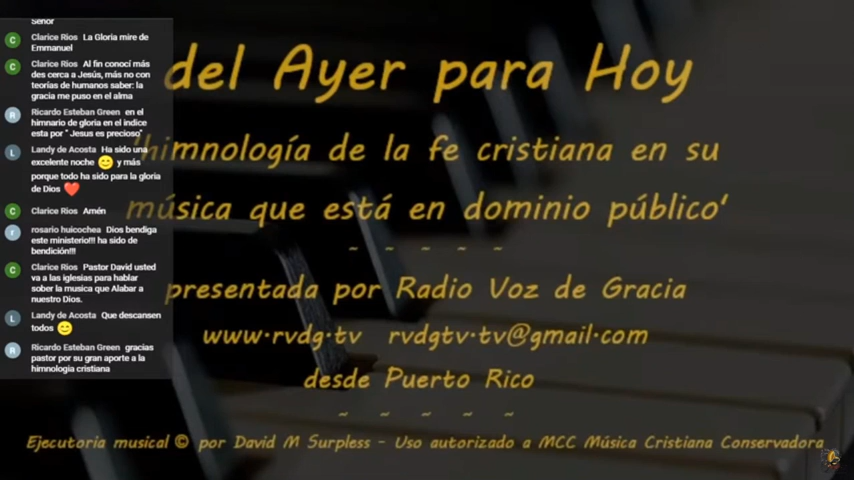 Señor
Clarice Rios La Gloria mire de
Emmanuel
Clarice Rios Al fin conocí más
des cerca a Jesús, más no con
teorías de humanos saber: la
gracia me puso en el alma
Ricardo Esteban Green en el
himnario de gloria en el indice
esta por " Jesus es precioso"
Landy de Acosta Ha sido una
excelente noche 😊 y más
porque todo ha sido para la gloria
de Dios ❤️
Clarice Rios Amén
rosario huicochea Dios bendiga
este ministerio!!! ha sido de
bendición!!!
Clarice Rios Pastor David usted
va a las iglesias para hablar
sober la musica que Alabar a
nuestro Dios.
Landy de Acosta Que descansen
todos 😊
Ricardo Esteban Green gracias
pastor por su gran aporte a la
himnologia cristiana
del Ayer para Hoy
'himnología de la fe cristiana en su
música que está en dominio público'
~ ~ ~ ~ ~
presentada por Radio Voz de Gracia
www.rvdg.tv rvdgtv.tv@gmail.com
desde Puerto Rico
~ ~ ~ ~ ~
Ejecutoria musical © por David M Surpless - Uso autorizado a MCC Música Cristiana Conservadora